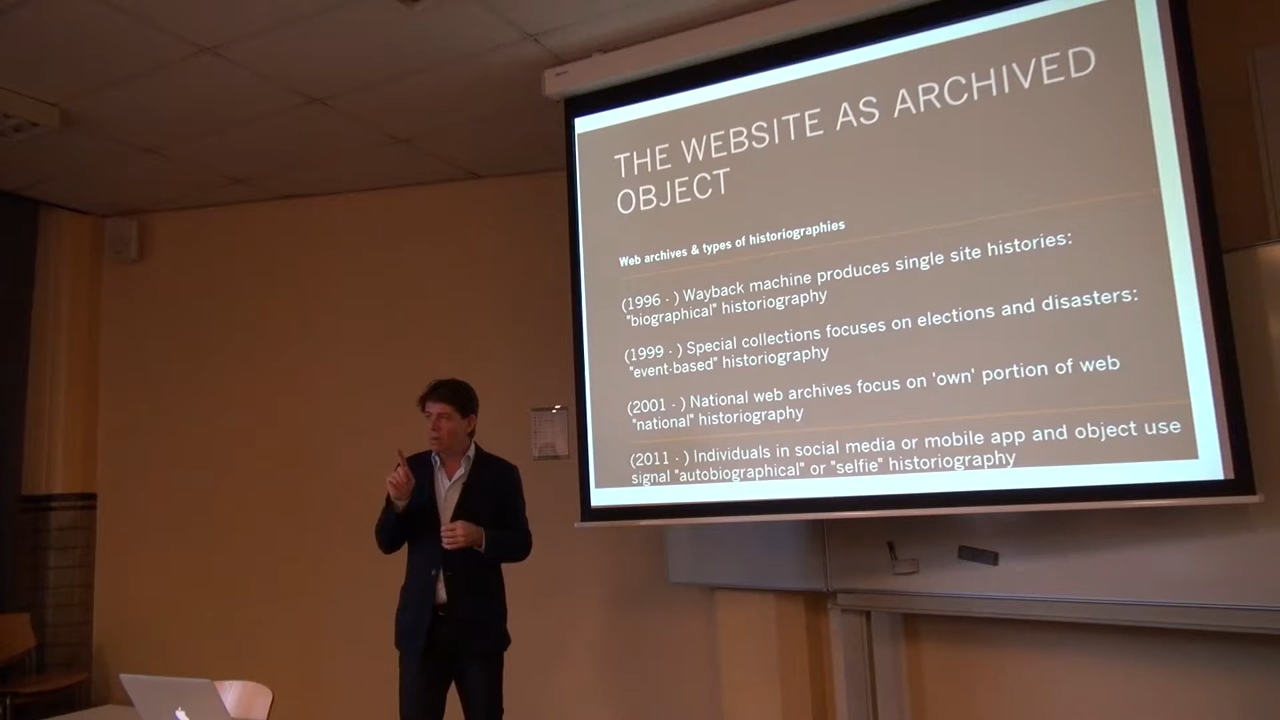 THE WEBSITE AS ARCHIVED
OBJECT
Web archives & types of historiographies
(1996 - ) Wayback machine produces single site histories:
"biographical" historiography
(1999 - ) Special collections focuses on elections and disasters:
"event-based" historiography
(2001 - ) National web archives focus on 'own' portion of web
"national" historiography
(2011 - ) Individuals in social media or mobile app and object use
signal "autobiographical" or "selfie" historiography